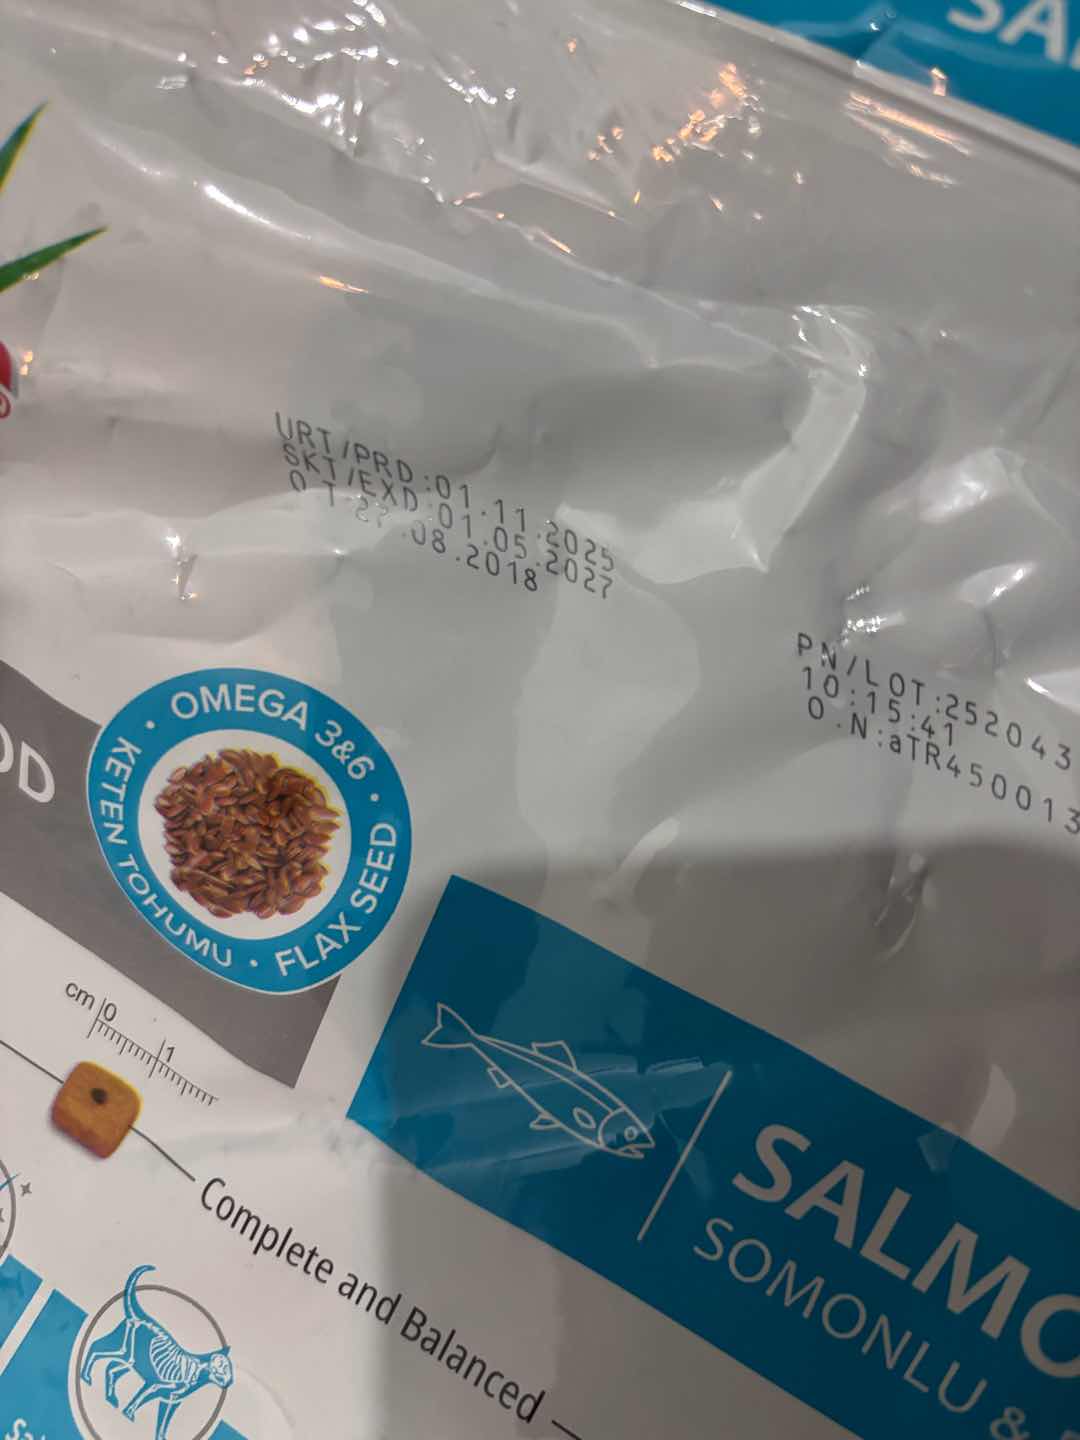 SA
URT/PRD:01.11.2025
SKT/EXD:01.05.2027
O T 27.08.2018
PN/LOT:252043
10:15:41
O.N:aTR450013
OD
OMEGA 3&6 • FLAX SEED • KETEN TOHUMU •
cm 0 1
Complete and Balanced
SALMO
SOMONLU &